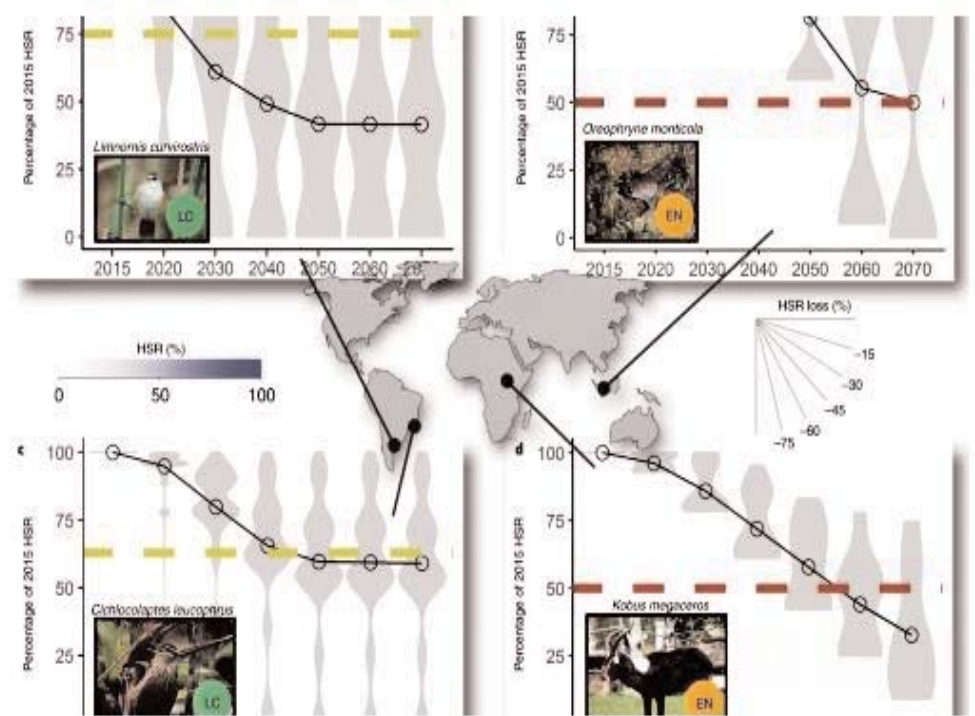 Percentage of 2015 HSR
75
50
25
0
Limnornis curvirostris
LC
2015 2020 2030 2040 2050 2060
Percentage of 2015 HSR
75
50
25
0
Oreophryne monticola
EN
2015 2020 2030 2040 2050 2060 2070
HSR (%)
0 50 100
HSR loss (%)
-15
-30
-45
-60
-75
c
Percentage of 2015 HSR
100
75
50
25
Cichlocolaptes leucophrus
LC
d
Percentage of 2015 HSR
100
75
50
25
Kobus megaceros
EN